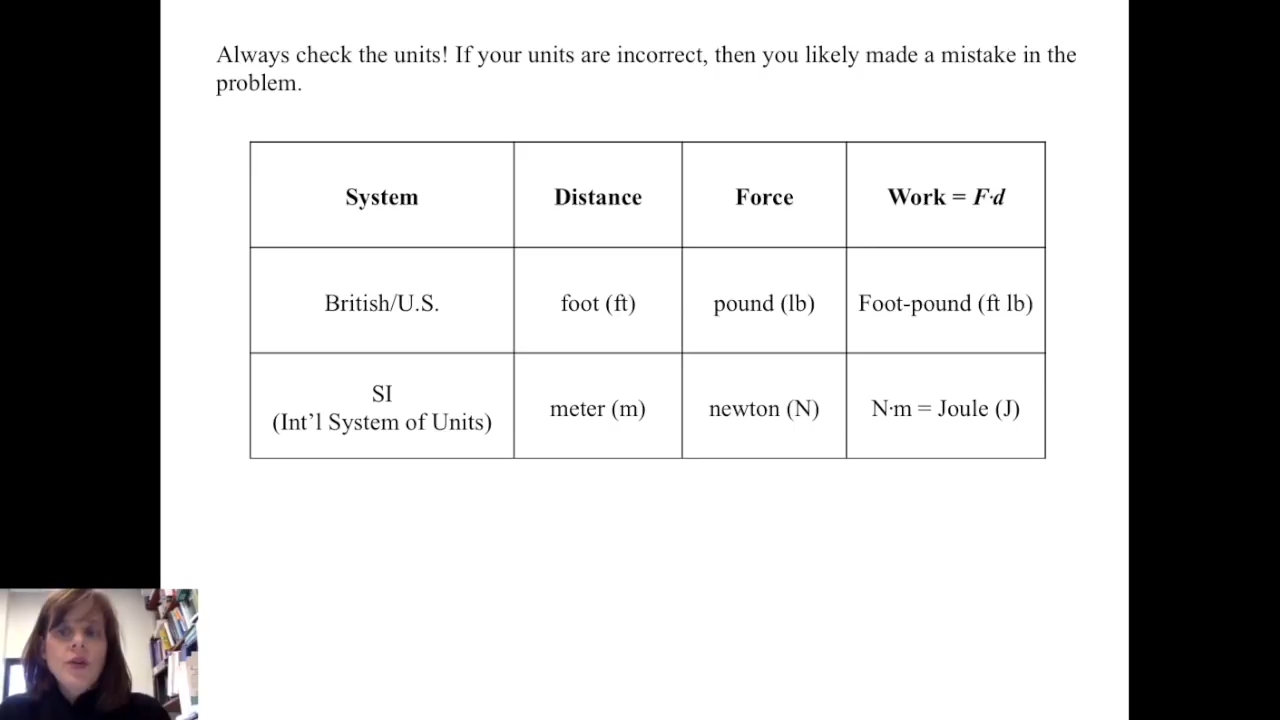 Always check the units! If your units are incorrect, then you likely made a mistake in the
problem.
System Distance Force Work = F·d
British/U.S. foot (ft) pound (lb) Foot-pound (ft lb)
SI
(Int’l System of Units) meter (m) newton (N) N·m = Joule (J)